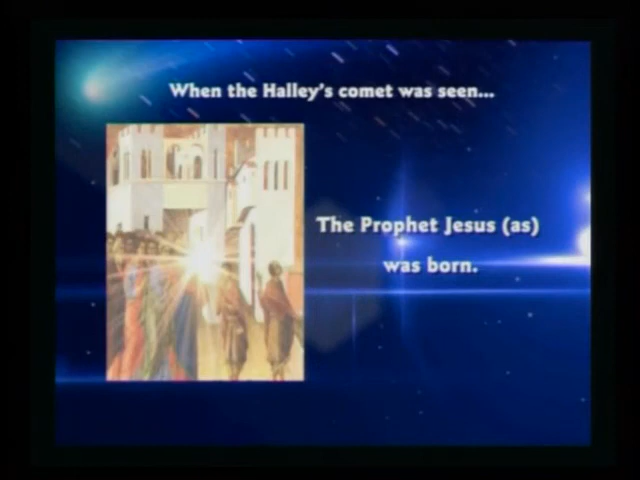 When the Halley's comet was seen...
The Prophet Jesus (as)
was born.